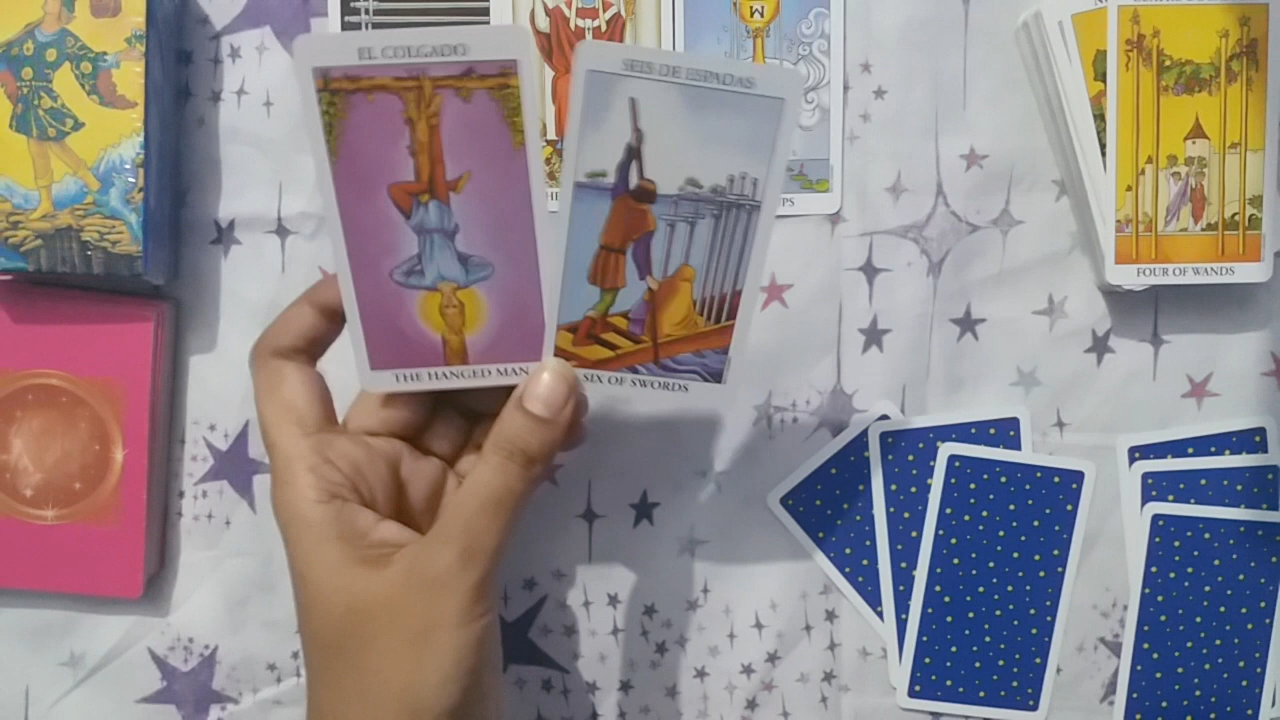 EL COLGADO
THE HANGED MAN
SEIS DE ESPADAS
SIX OF SWORDS
FOUR OF WANDS